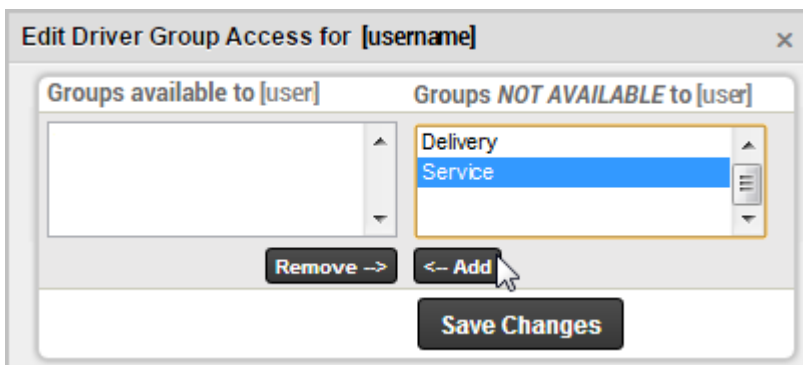 Edit Driver Group Access for [username] ×
Groups available to [user]
Groups NOT AVAILABLE to [user]
Delivery
Service
Remove -->
<-- Add
Save Changes